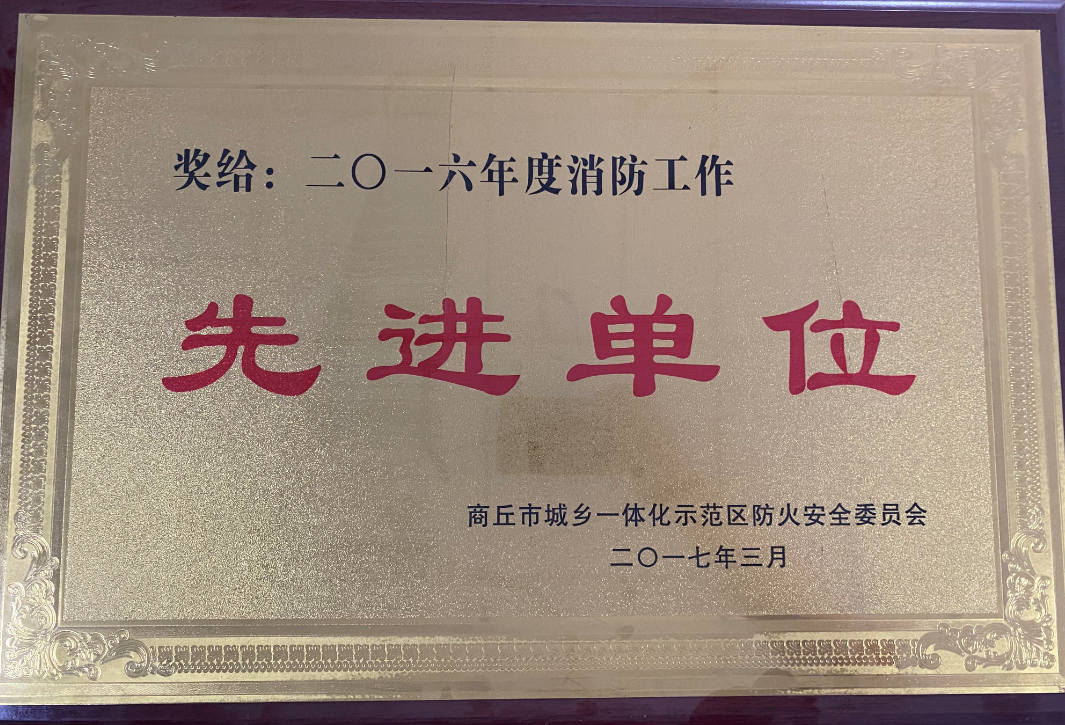 奖给：二〇一六年度消防工作
先进单位
商丘市城乡一体化示范区防火安全委员会
二〇一七年三月